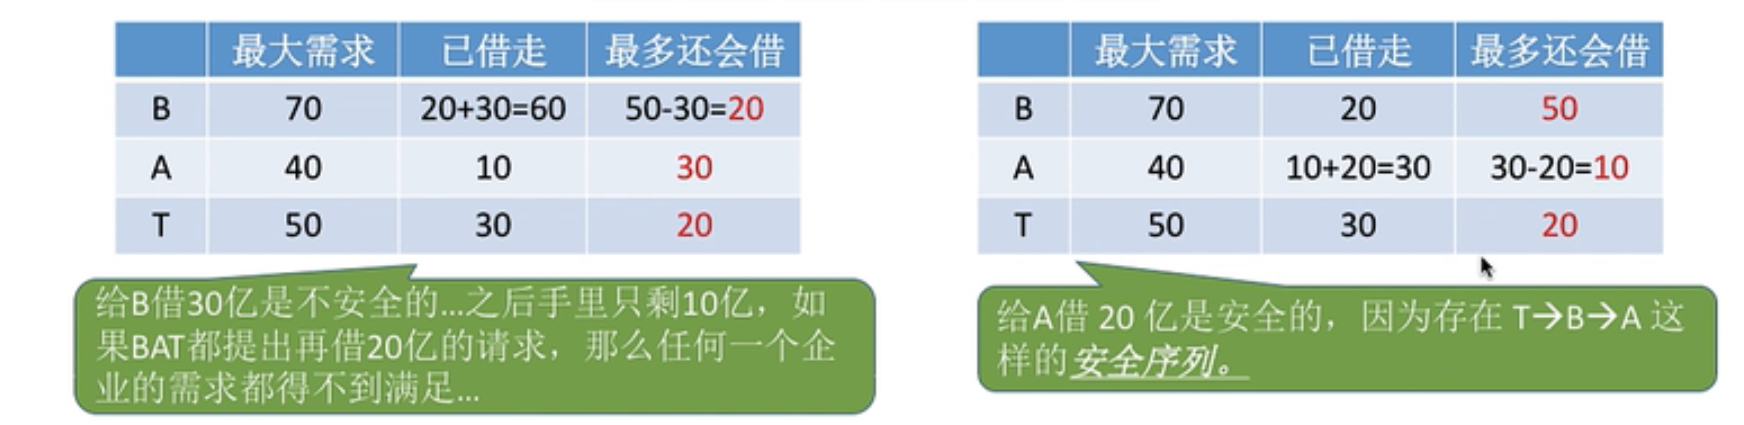 最大需求 已借走 最多还会借
B 70 20+30=60 50-30=20
A 40 10 30
T 50 30 20
给B借30亿是不安全的...之后手里只剩10亿，如
果BAT都提出再借20亿的请求，那么任何一个企
业的需求都得不到满足...
最大需求 已借走 最多还会借
B 70 20 50
A 40 10+20=30 30-20=10
T 50 30 20
给A借 20 亿是安全的，因为存在 T→B→A 这
样的安全序列。